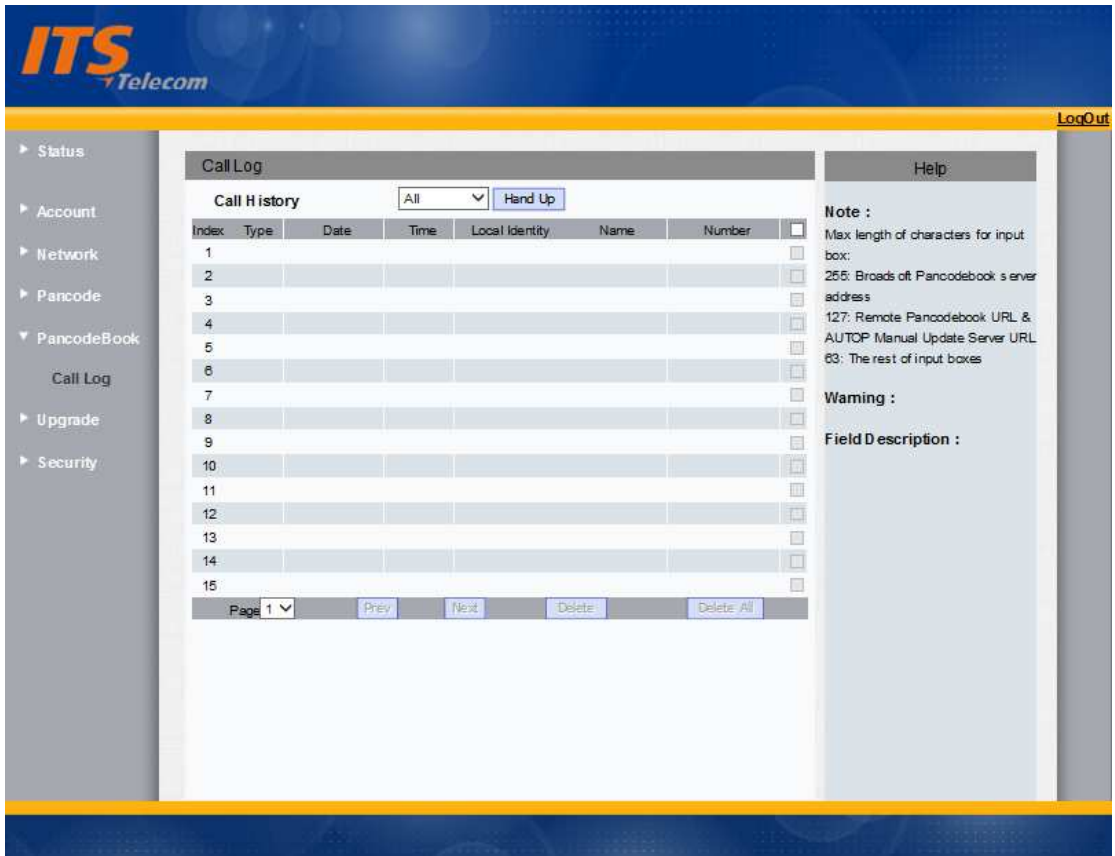 ITS
Telecom
LogOut
Status
Account
Network
Pancode
PancodeBook
Call Log
Upgrade
Security
Call Log
Call History All Hand Up
Index Type Date Time Local Identity Name Number
1
2
3
4
5
6
7
8
9
10
11
12
13
14
15
Page 1 Prev Next Delete Delete All
Help
Note :
Max length of characters for input
box:
255: Broadsoft Pancodebook server
address
127: Remote Pancodebook URL &
AUTOP Manual Update Server URL
63: The rest of input boxes
Warning :
Field Description :